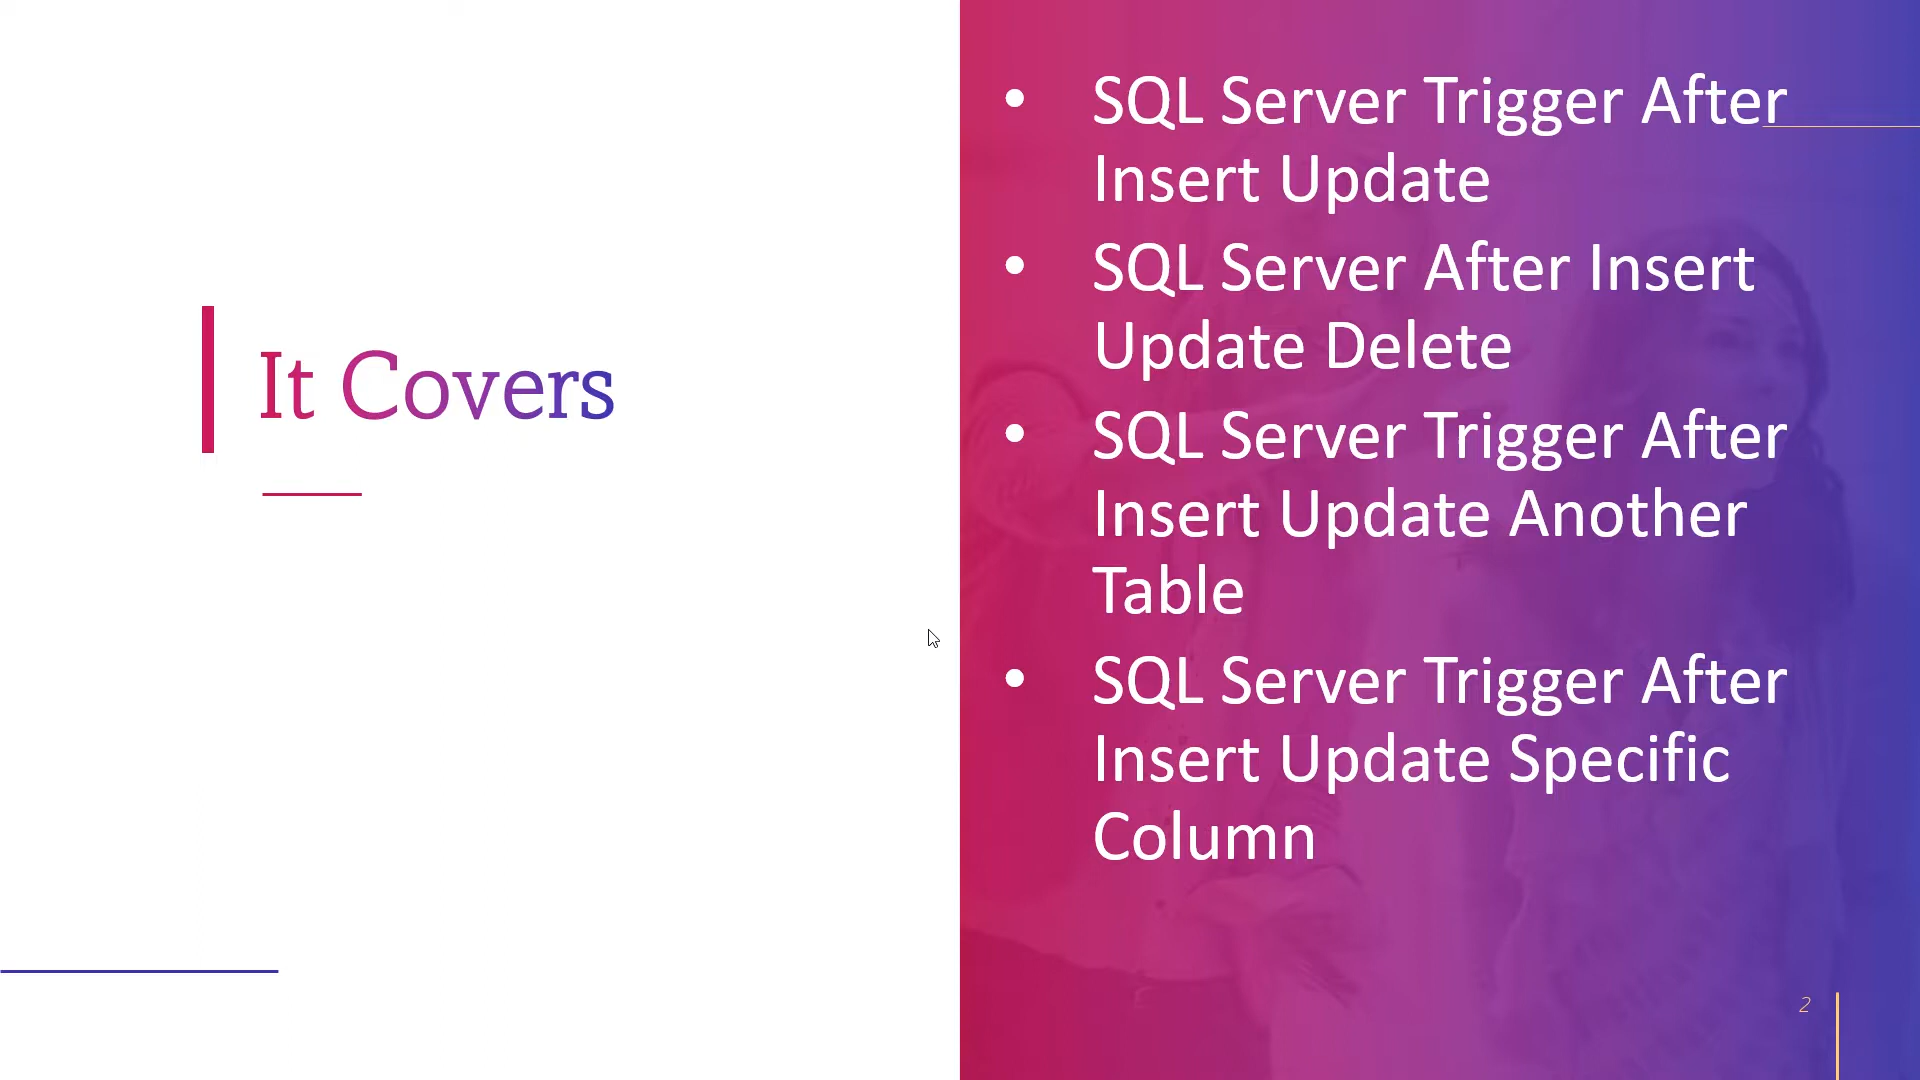 It Covers
• SQL Server Trigger After
Insert Update
• SQL Server After Insert
Update Delete
• SQL Server Trigger After
Insert Update Another
Table
• SQL Server Trigger After
Insert Update Specific
Column
2